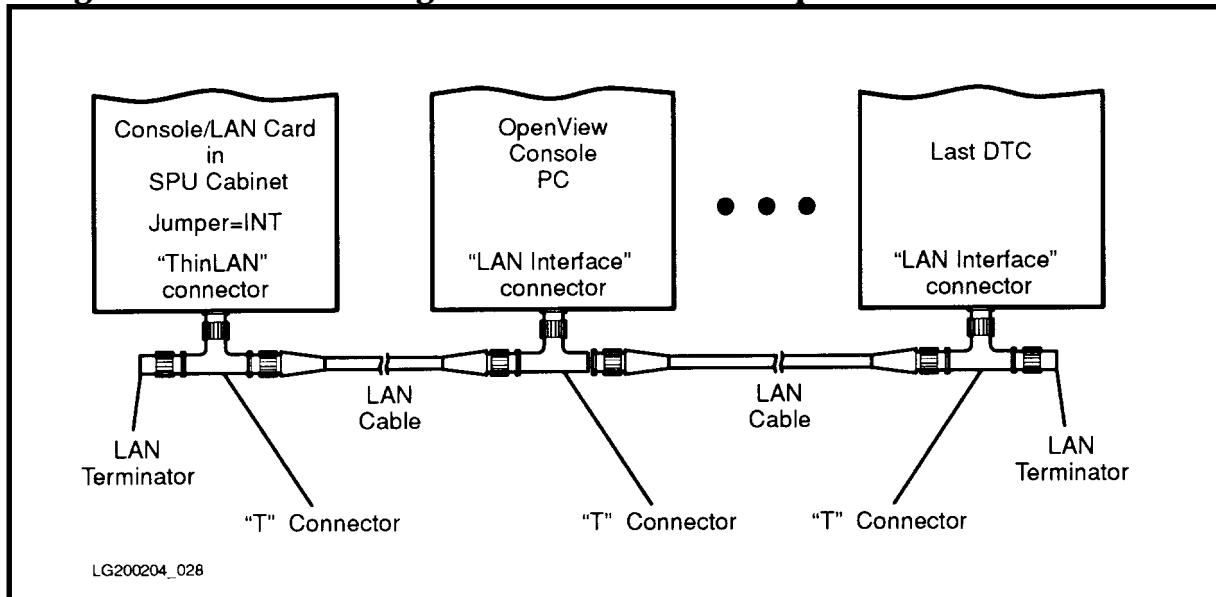 Console/LAN Card
in
SPU Cabinet
Jumper=INT
“ThinLAN”
connector
OpenView
Console
PC
“LAN Interface”
connector
Last DTC
“LAN Interface”
connector
LAN
Cable
LAN
Cable
LAN
Terminator
LAN
Terminator
“T” Connector
“T” Connector
“T” Connector
LG200204_028